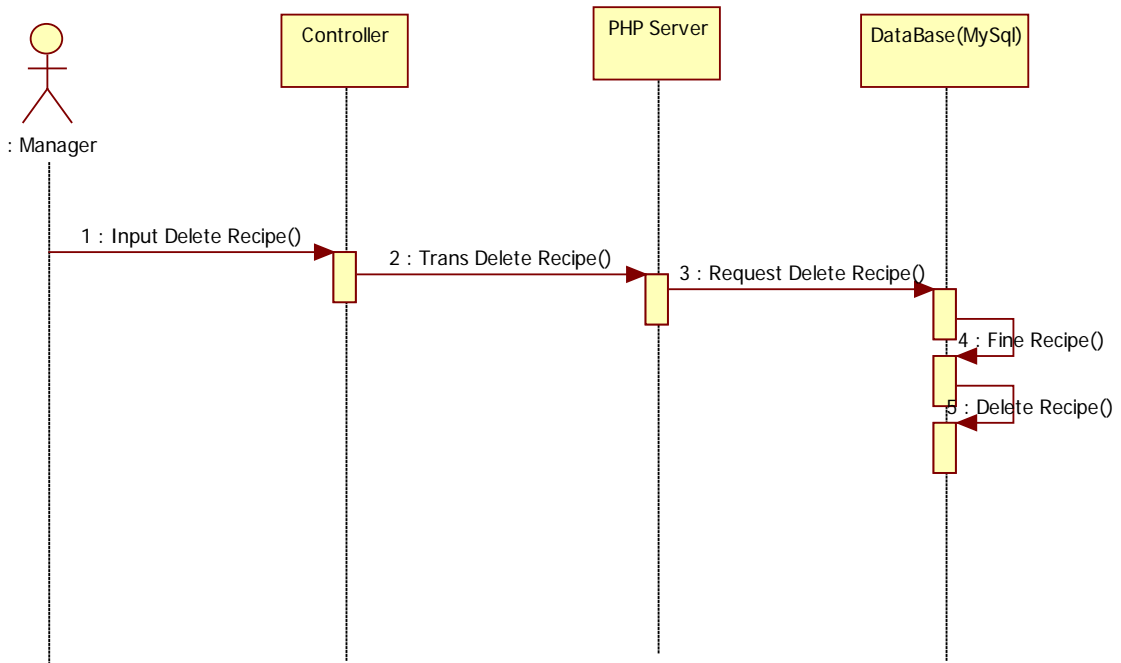 Controller
PHP Server
DataBase(MySql)
: Manager
1 : Input Delete Recipe()
2 : Trans Delete Recipe()
3 : Request Delete Recipe()
4 : Fine Recipe()
5 : Delete Recipe()